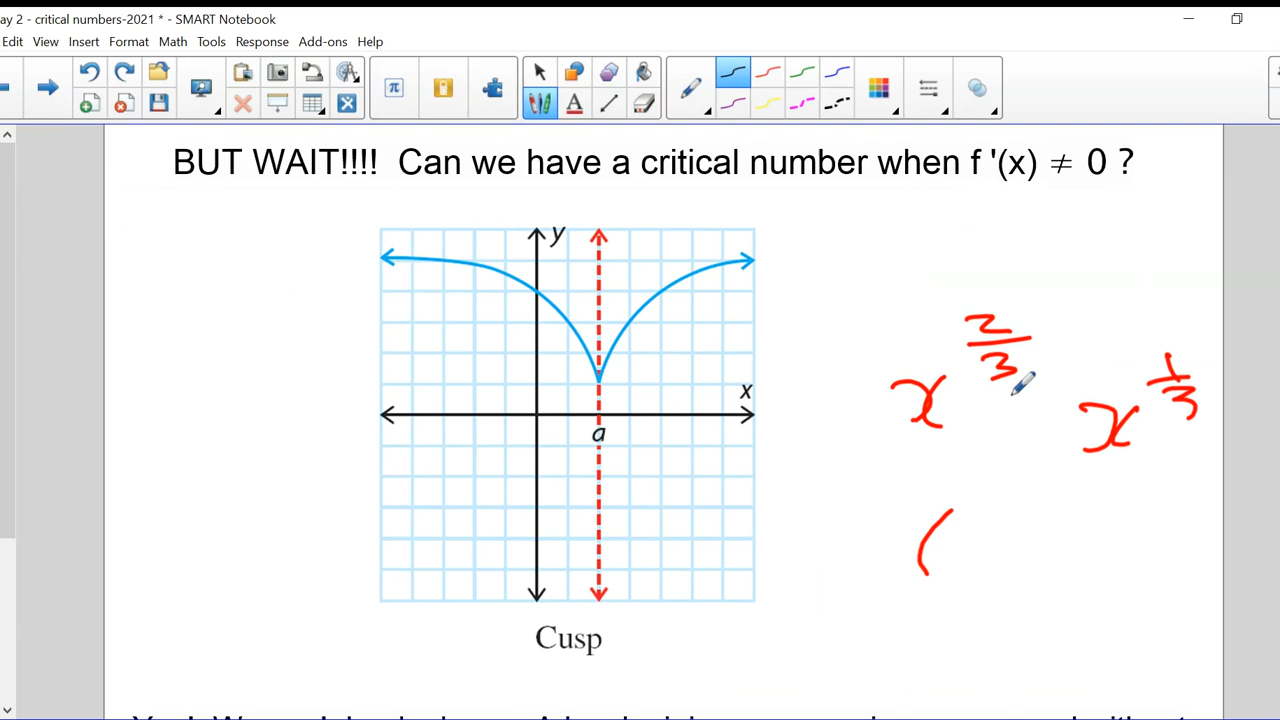 ay 2 - critical numbers-2021 * - SMART Notebook
Edit View Insert Format Math Tools Response Add-ons Help
π
A
BUT WAIT!!!! Can we have a critical number when f '(x) ≠ 0 ?
y
x
a
Cusp
x^(2/3)
x^(1/3)
(